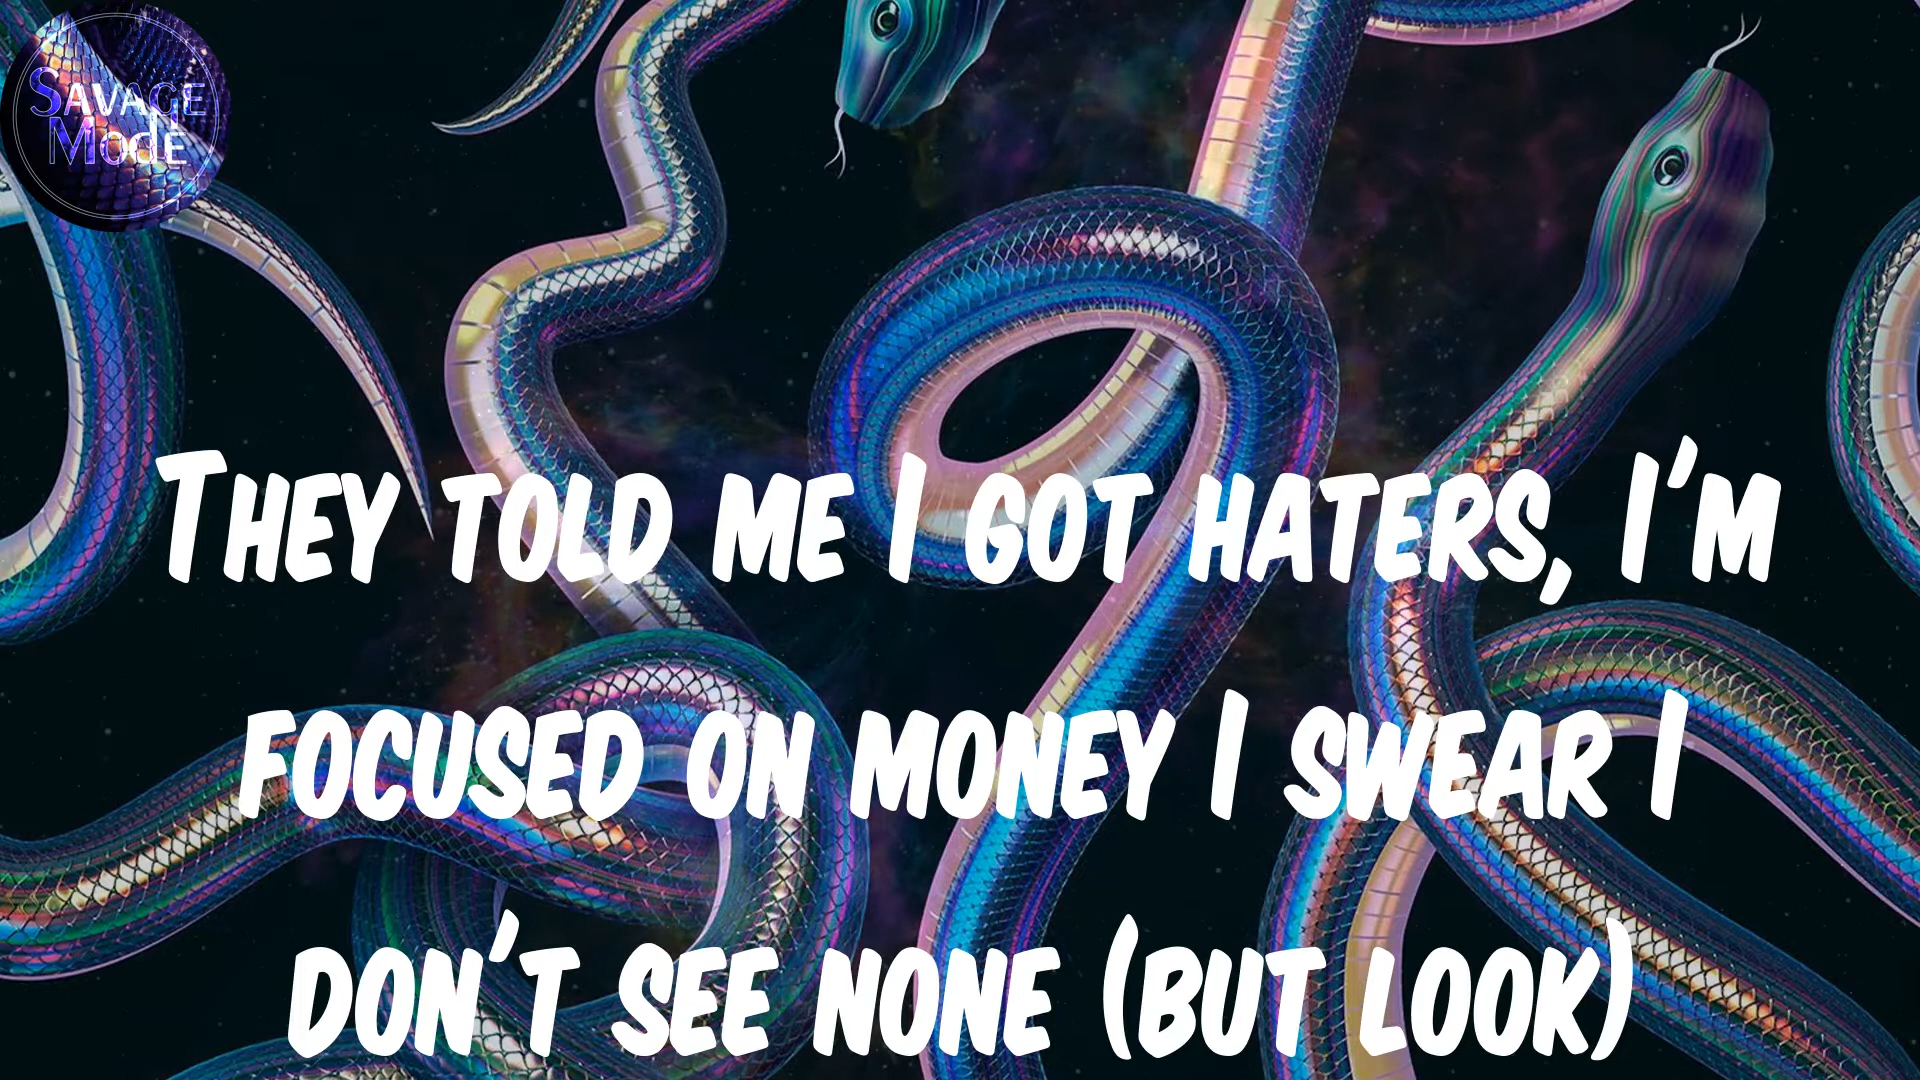 Savage
Mode
They told me I got haters, I'm
focused on money I swear I
don't see none (but look)